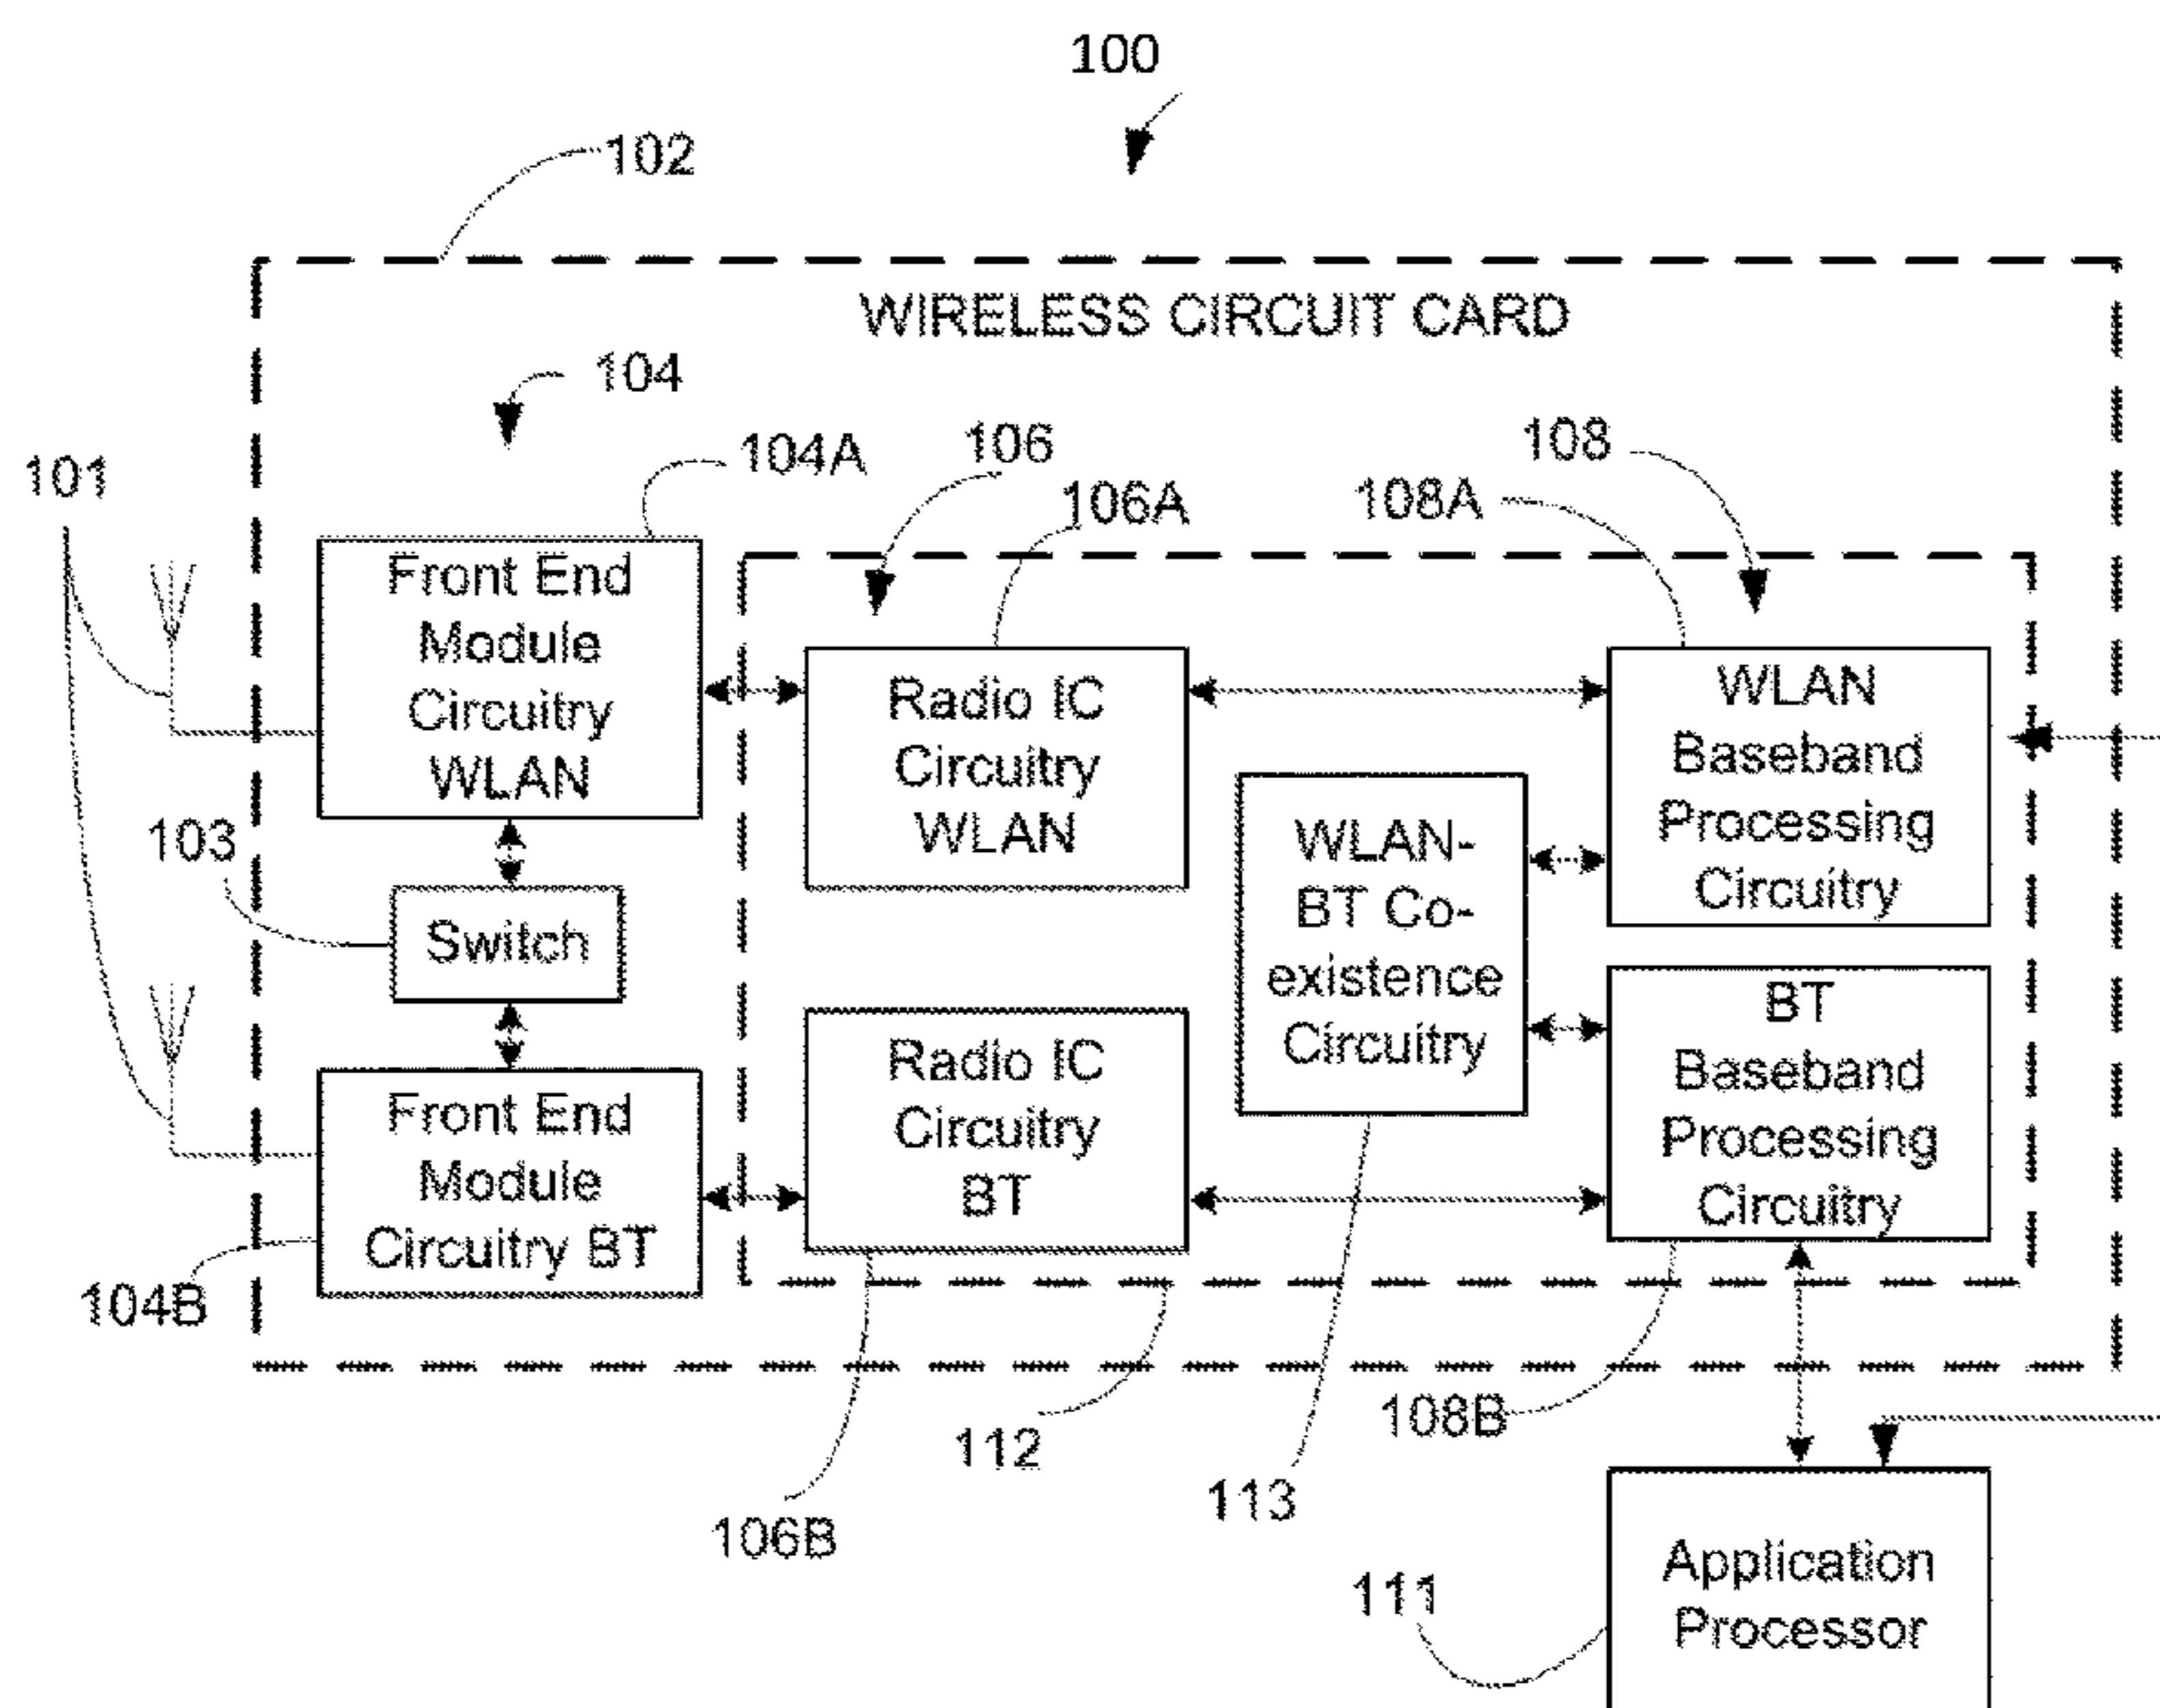 100
102
WIRELESS CIRCUIT CARD
104
104A
106
106A
108
108A
101
Front End
Module
Circuitry
WLAN
Radio IC
Circuitry
WLAN
WLAN
Baseband
Processing
Circuitry
103
Switch
WLAN-
BT Co-
existence
Circuitry
Front End
Module
Circuitry BT
Radio IC
Circuitry
BT
BT
Baseband
Processing
Circuitry
104B
106B
112
113
108B
111
Application
Processor